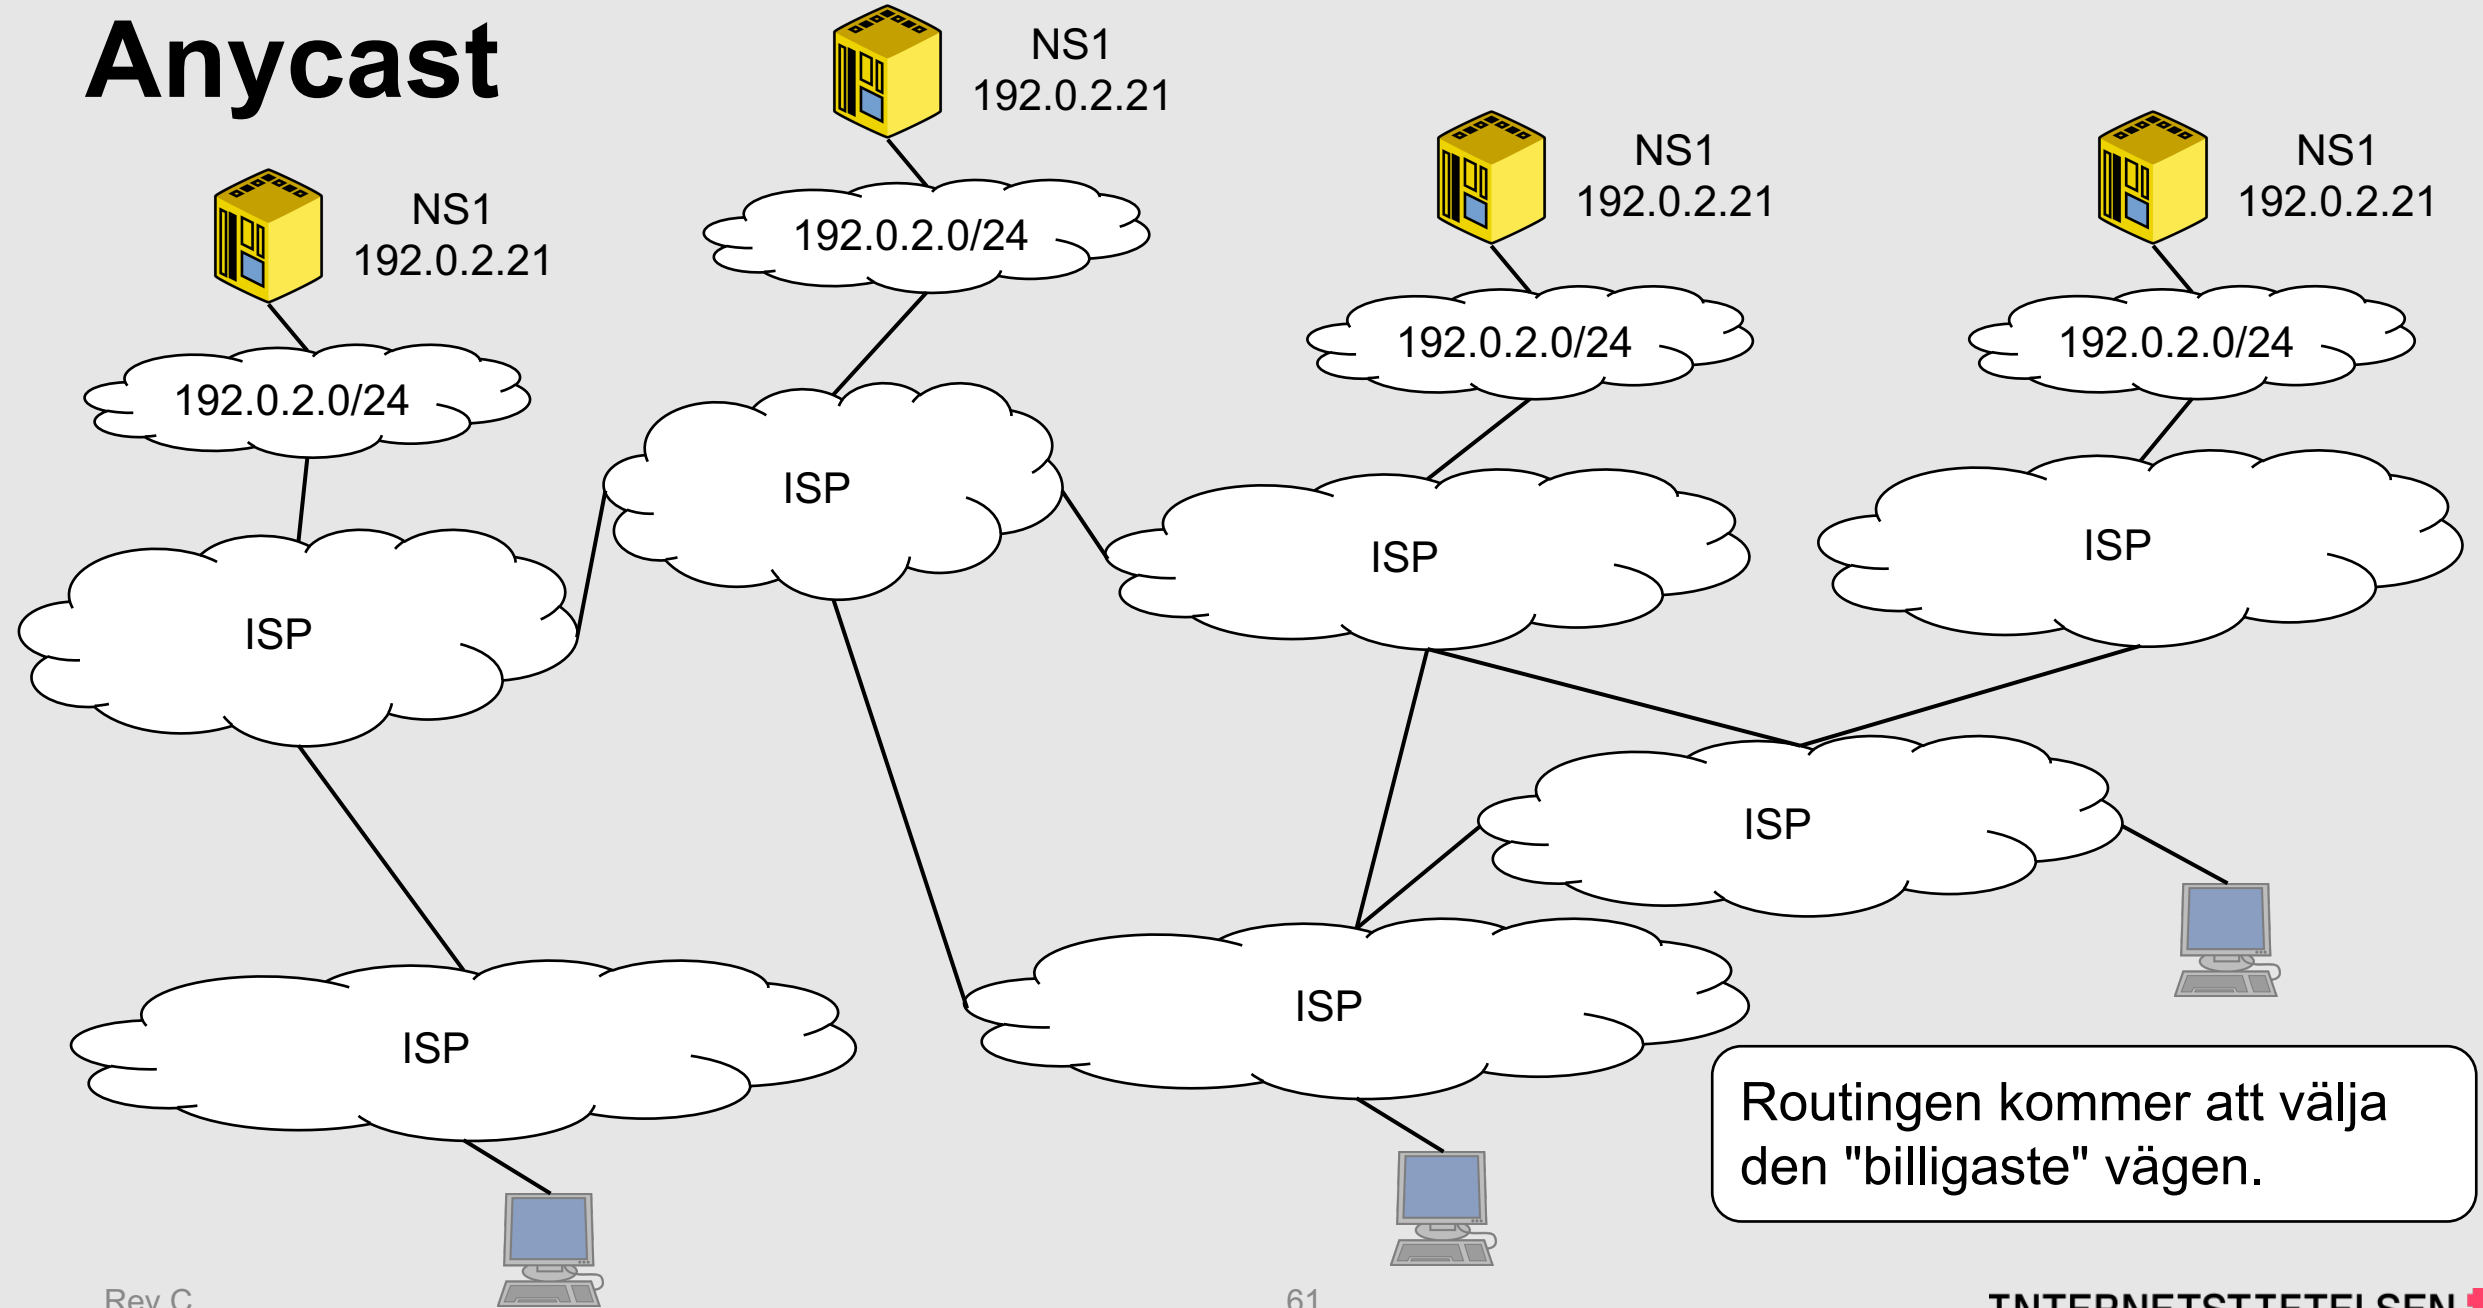 Anycast
NS1
192.0.2.21
NS1
192.0.2.21
NS1
192.0.2.21
NS1
192.0.2.21
192.0.2.0/24
192.0.2.0/24
192.0.2.0/24
192.0.2.0/24
ISP
ISP
ISP
ISP
ISP
ISP
ISP
Routingen kommer att välja
den "billigaste" vägen.
Rev C
61
INTERNETSTIFTELSEN